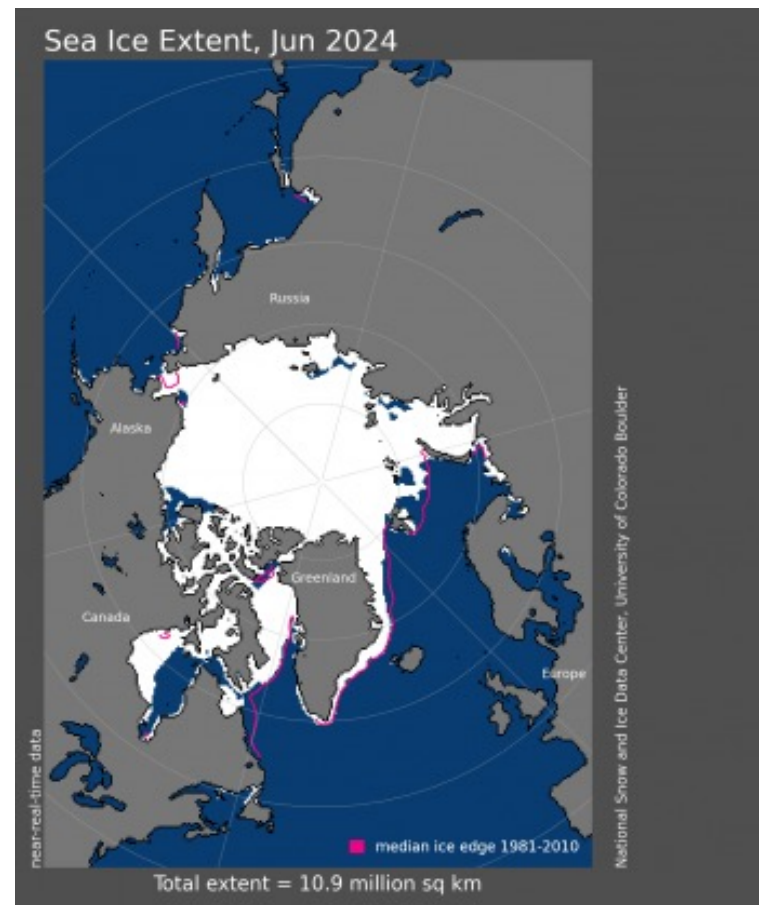 Sea Ice Extent, Jun 2024
Russia
Alaska
Greenland
Canada
Europe
near-real-time data
National Snow and Ice Data Center, University of Colorado Boulder
median ice edge 1981-2010
Total extent = 10.9 million sq km